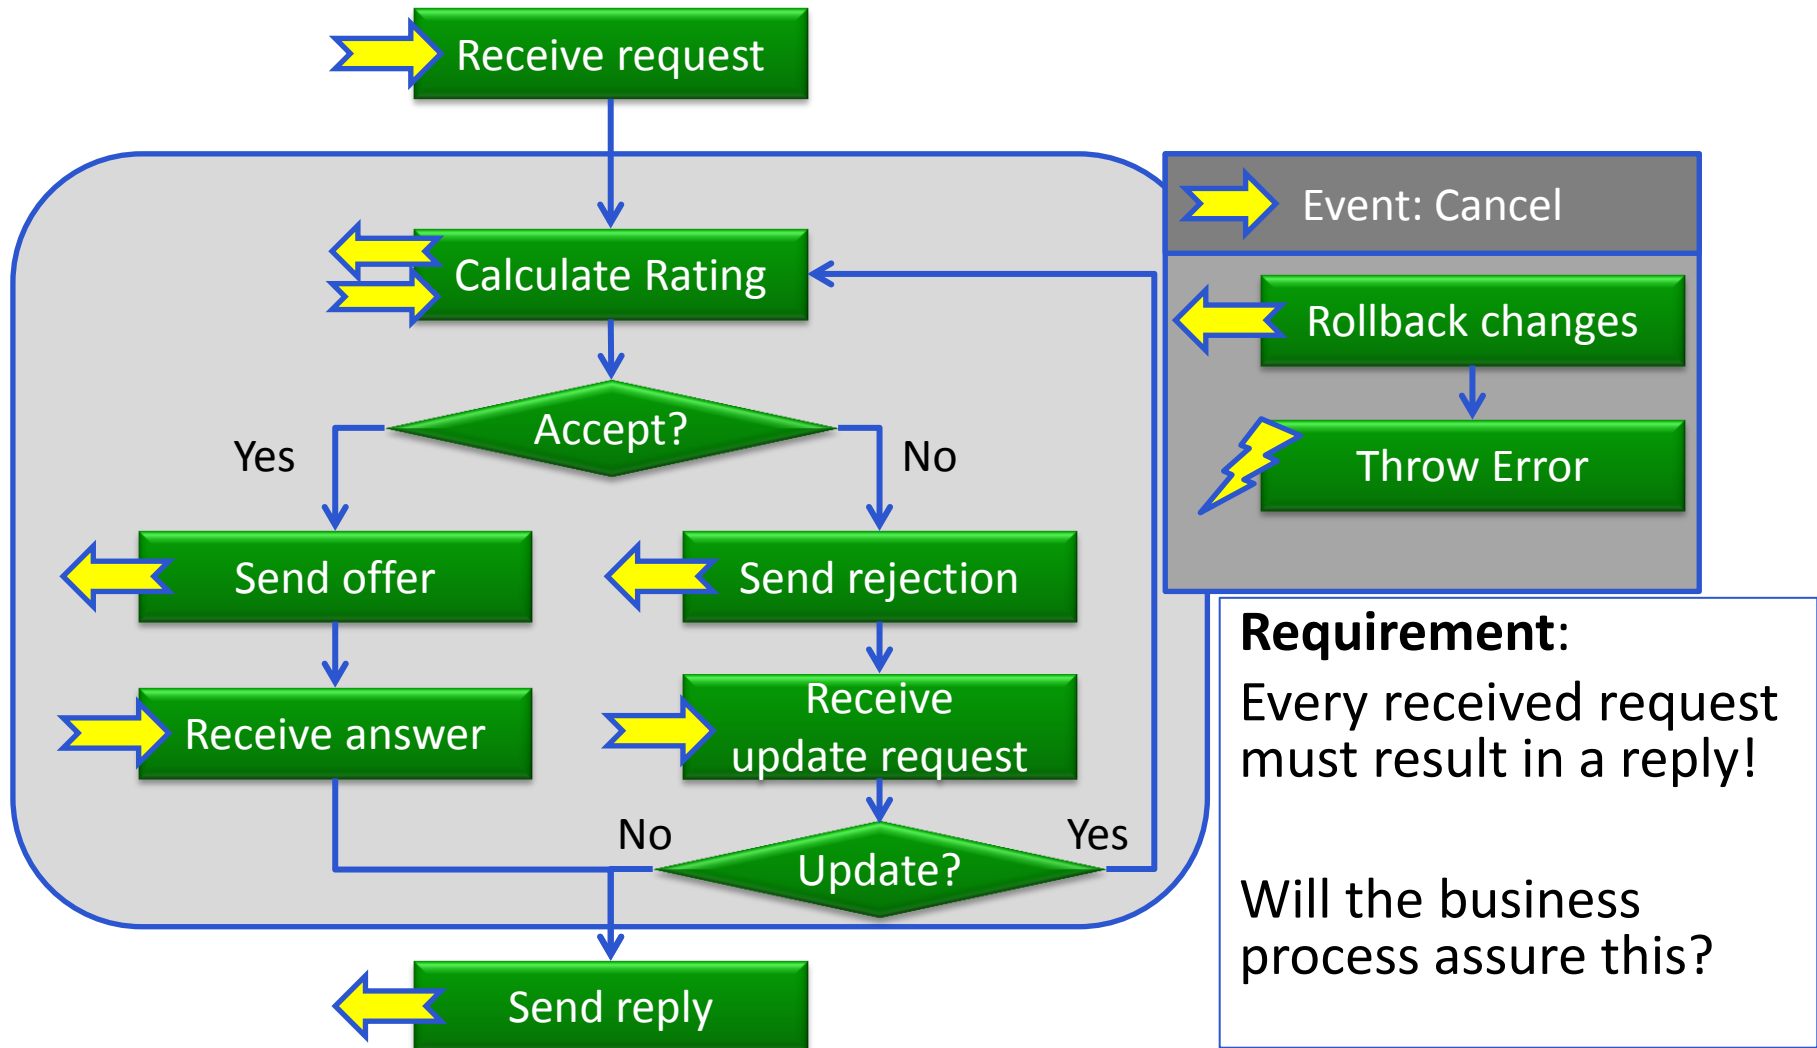 Receive request
Event: Cancel
Calculate Rating
Rollback changes
Accept?
Yes
No
Throw Error
Send offer
Send rejection
Receive answer
Receive
update request
No
Yes
Update?
Send reply
Requirement:
Every received request
must result in a reply!
Will the business
process assure this?